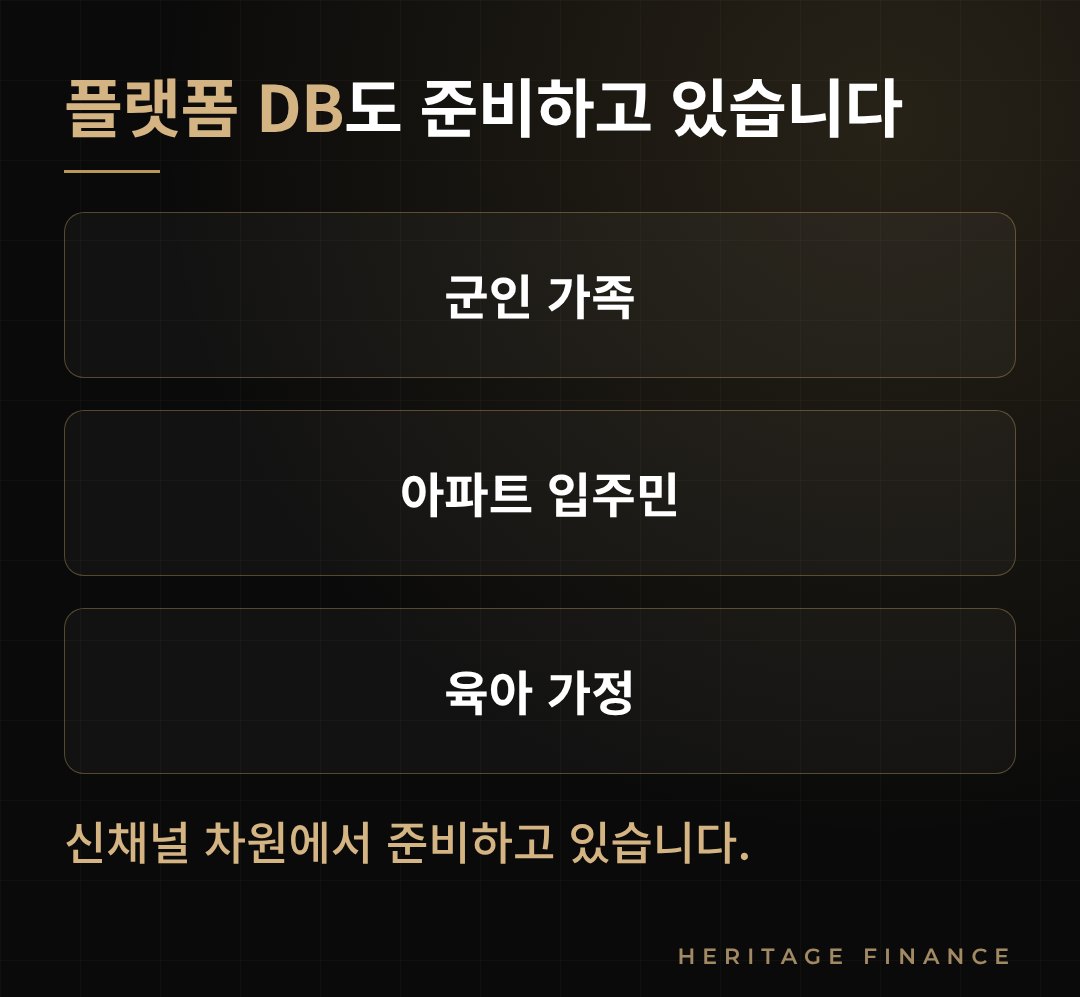 플랫폼 DB도 준비하고 있습니다
군인 가족
아파트 입주민
육아 가정
신채널 차원에서 준비하고 있습니다.
HERITAGE FINANCE